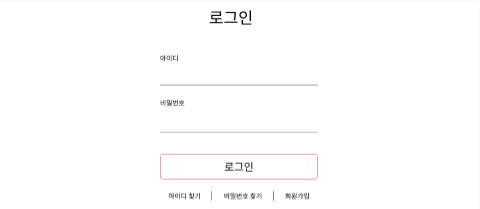 로그인
아이디
비밀번호
로그인
아이디 찾기 | 비밀번호 찾기 | 회원가입